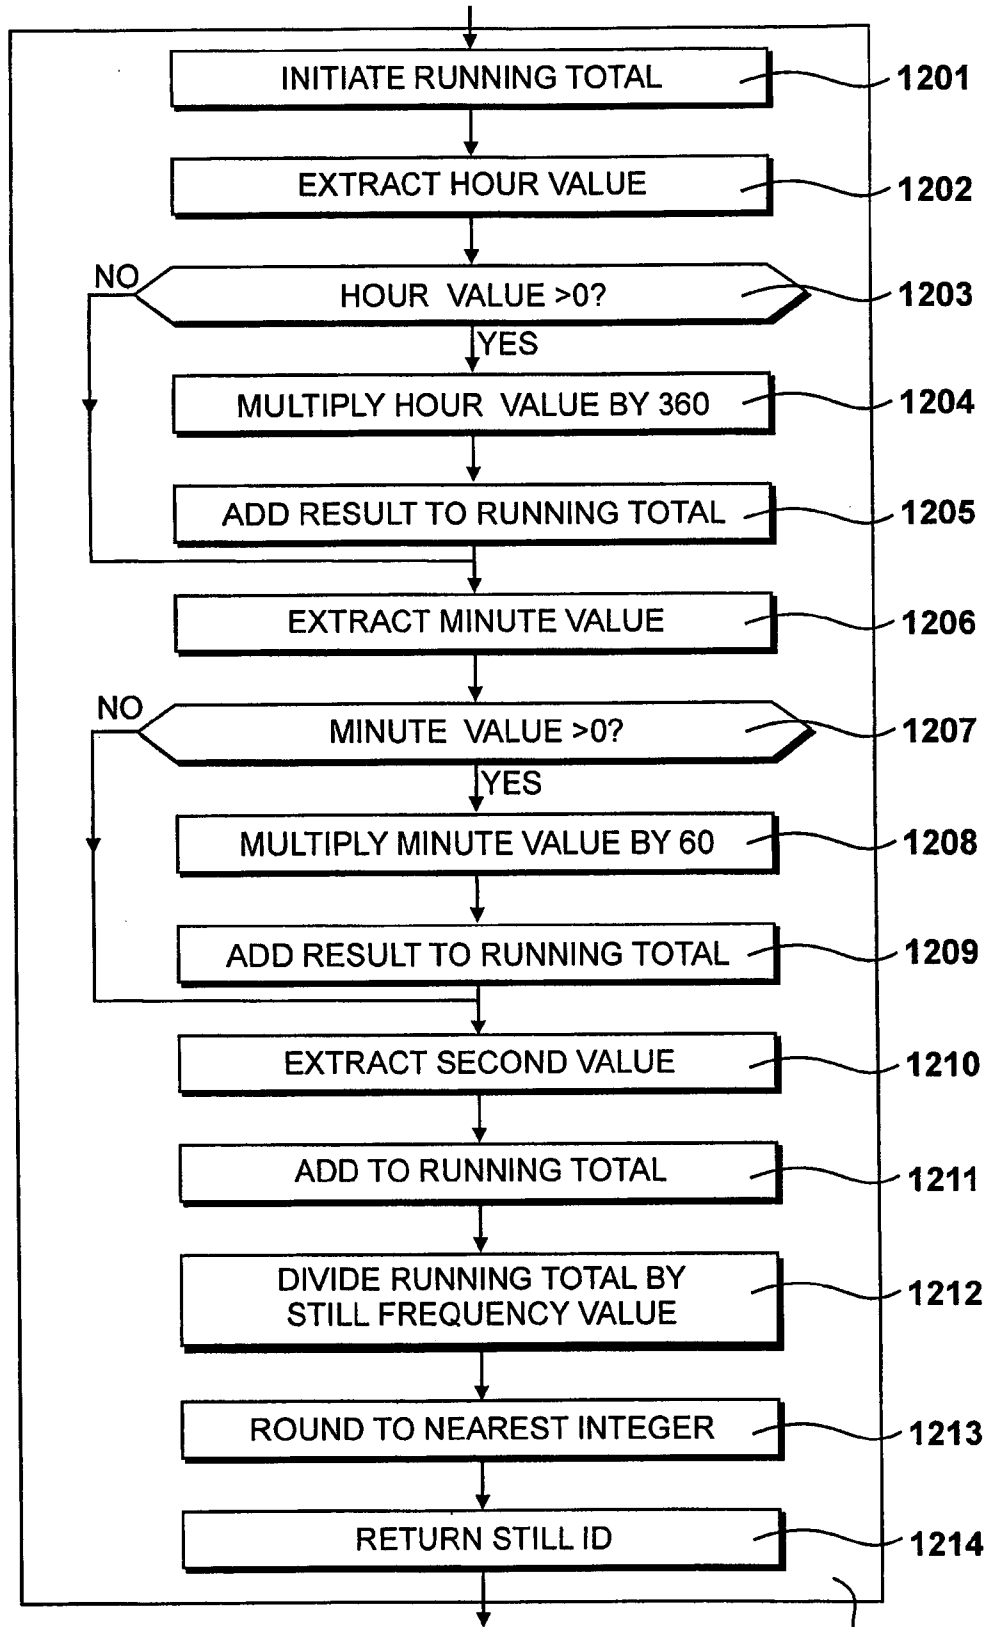 INITIATE RUNNING TOTAL 1201
EXTRACT HOUR VALUE 1202
NO
HOUR VALUE >0? 1203
YES
MULTIPLY HOUR VALUE BY 360 1204
ADD RESULT TO RUNNING TOTAL 1205
EXTRACT MINUTE VALUE 1206
NO
MINUTE VALUE >0? 1207
YES
MULTIPLY MINUTE VALUE BY 60 1208
ADD RESULT TO RUNNING TOTAL 1209
EXTRACT SECOND VALUE 1210
ADD TO RUNNING TOTAL 1211
DIVIDE RUNNING TOTAL BY
STILL FREQUENCY VALUE 1212
ROUND TO NEAREST INTEGER 1213
RETURN STILL ID 1214